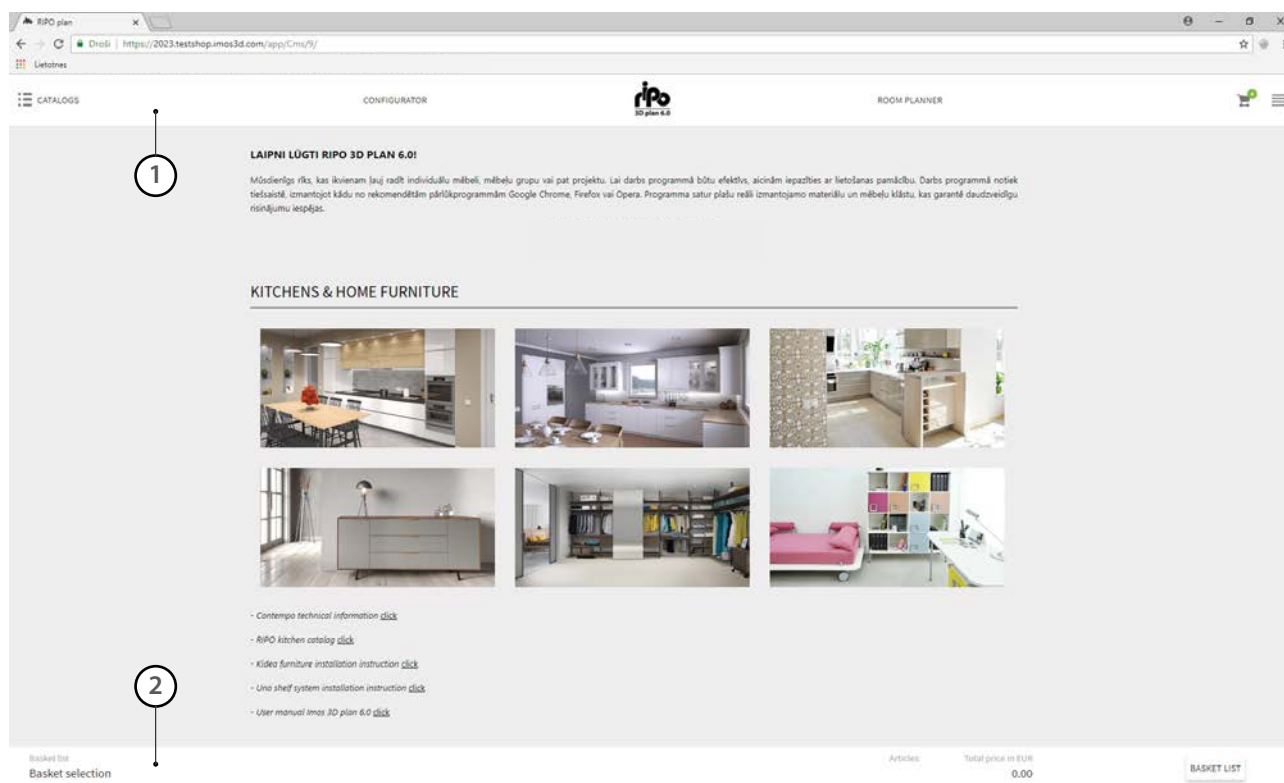 RIPO plan
Droši https://2023.testshop.imos3d.com/app/Cms/9/
Lietotnes
CATALOGS CONFIGURATOR ripo ROOM PLANNER
3D plan 6.0
1
LAIPNI LŪGTI RIPO 3D PLAN 6.0!
Mūsdienīgs rīks, kas ikvienam ļauj radīt individuālu mēbeli, mēbeļu grupu vai pat projektu. Lai darbs programmā būtu efektīvs, aicinām iepazīties ar lietošanas pamācību. Darbs programmā notiek
tiešsaistē, izmantojot kādu no rekomendētām pārlūkprogrammām Google Chrome, Firefox vai Opera. Programma satur plašu reāli izmantojamo materiālu un mēbeļu klāstu, kas garantē daudzveidīgu
risinājumu iespējas.
KITCHENS & HOME FURNITURE
- Contempo technical information click
- RIPO kitchen catalog click
- Kidea furniture installation instruction click
- Uno shelf system installation instruction click
- User manual Imos 3D plan 6.0 click
2
Basket list Articles: Total price in EUR
Basket selection 0.00 BASKET LIST